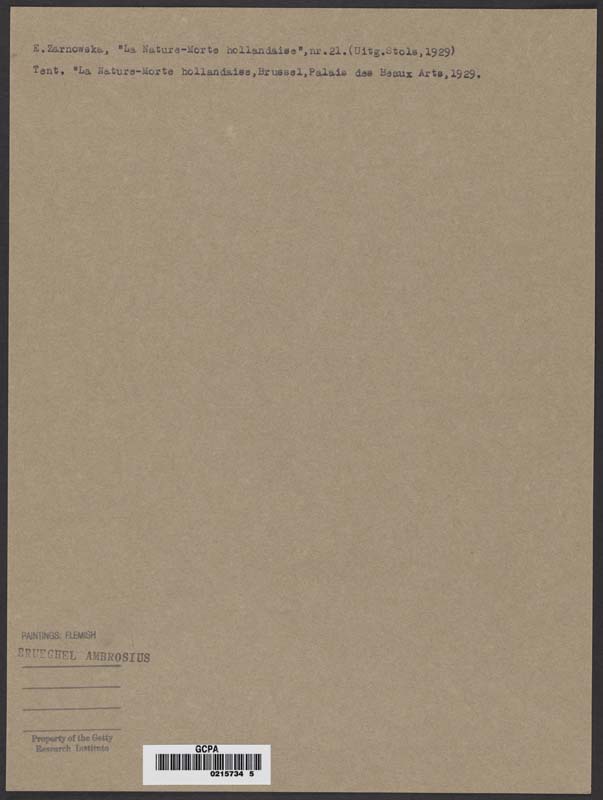 E.Zarnowska, "La Nature-Morte hollandaise",nr.21.(Uitg.Stols,1929)
Tent. "La Nature-Morte hollandaise,Brussel,Palais des Beaux Arts,1929.
PAINTINGS: FLEMISH
BRUEGHEL AMBROSIUS
Property of the Getty
Research Institute
GCPA
0215734 5